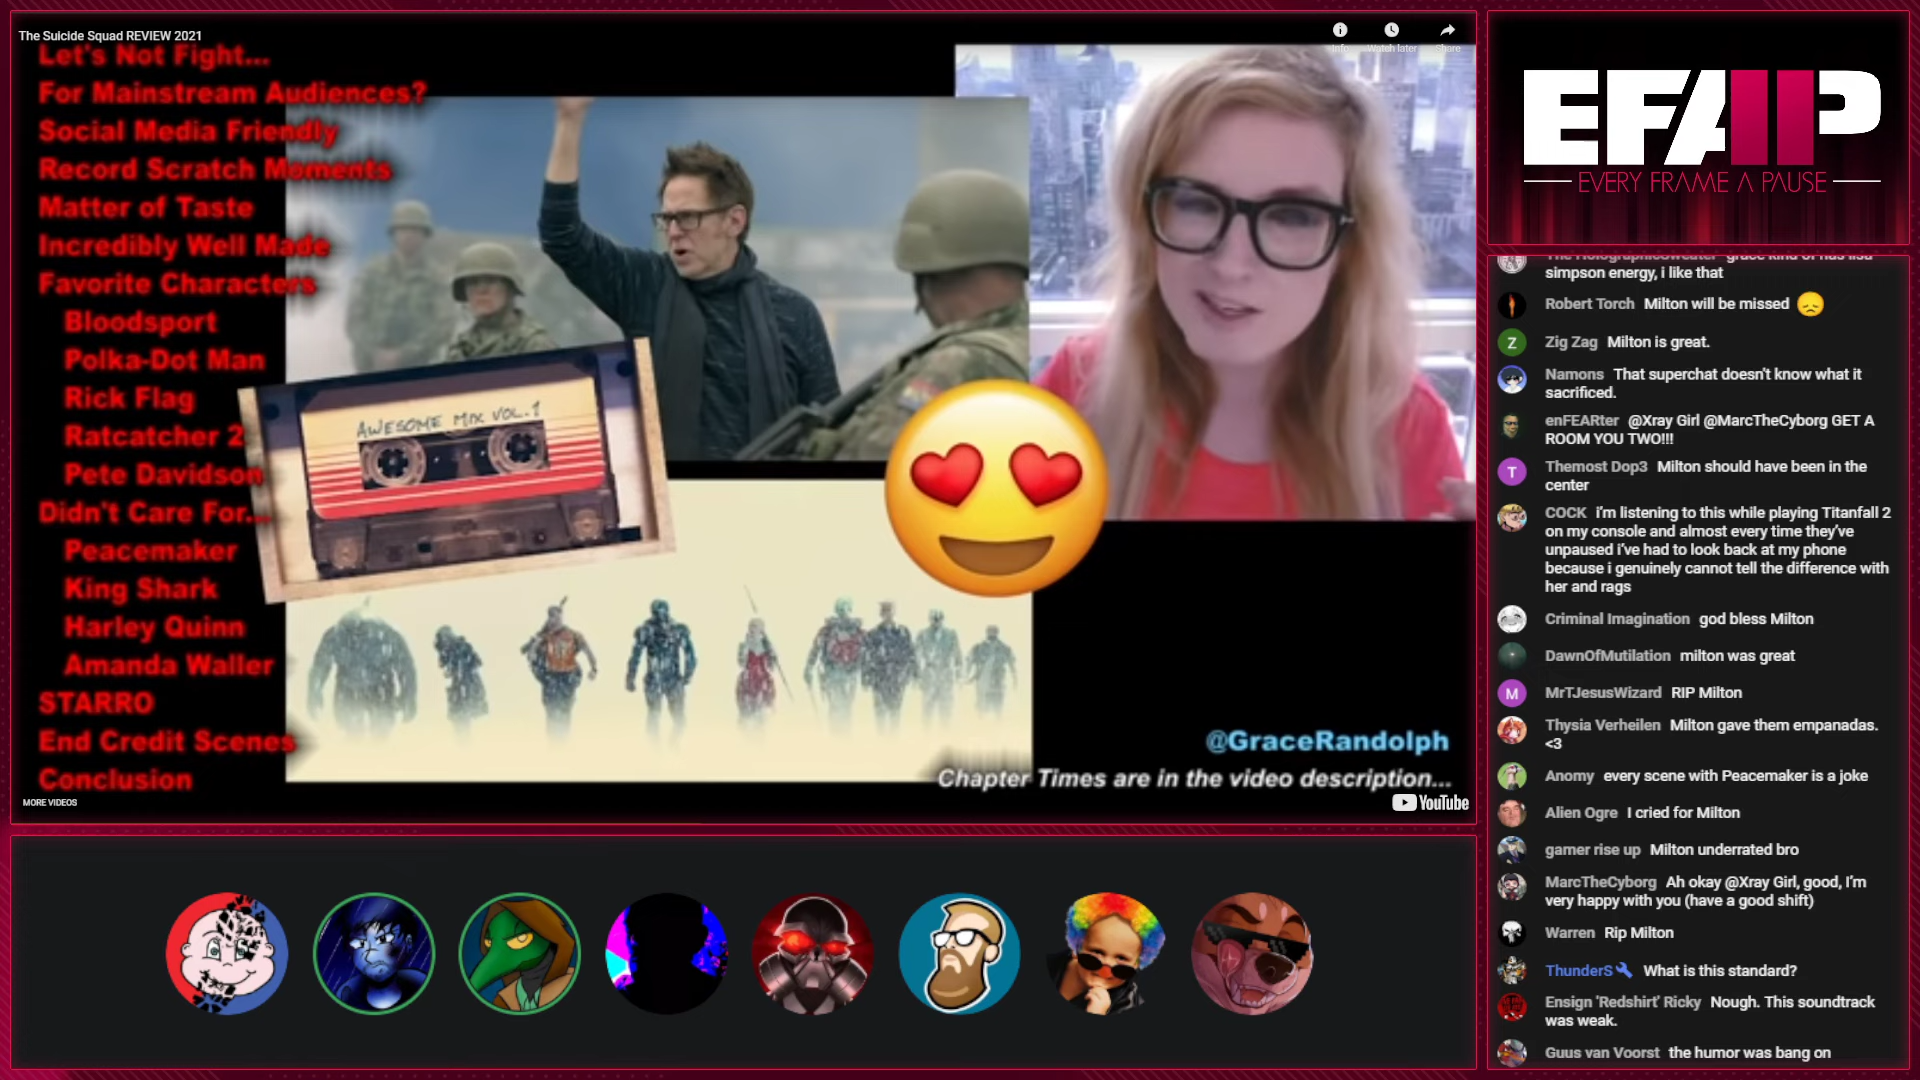 The Suicide Squad REVIEW 2021
Info
Watch later
Share
Let's Not Fight...
For Mainstream Audiences?
Social Media Friendly
Record Scratch Moments
Matter of Taste
Incredibly Well Made
Favorite Characters
Bloodsport
Polka-Dot Man
Rick Flag
Ratcatcher 2
Pete Davidson
Didn't Care For...
Peacemaker
King Shark
Harley Quinn
Amanda Waller
STARRO
End Credit Scenes
Conclusion
MORE VIDEOS
AWESOME MIX VOL. 1
@GraceRandolph
Chapter Times are in the video description...
YouTube
EFAP
EVERY FRAME A PAUSE
The HolographicSweater grace kind of has lisa
simpson energy, i like that
Robert Torch Milton will be missed
Z
Zig Zag Milton is great.
Namons That superchat doesn't know what it
sacrificed.
enFEARter @Xray Girl @MarcTheCyborg GET A
ROOM YOU TWO!!!
T
Themost Dop3 Milton should have been in the
center
COCK i'm listening to this while playing Titanfall 2
on my console and almost every time they've
unpaused i've had to look back at my phone
because i genuinely cannot tell the difference with
her and rags
Criminal Imagination god bless Milton
DawnOfMutilation milton was great
M
MrTJesusWizard RIP Milton
Thysia Verheilen Milton gave them empanadas.
<3
Anomy every scene with Peacemaker is a joke
Alien Ogre I cried for Milton
gamer rise up Milton underrated bro
MarcTheCyborg Ah okay @Xray Girl, good, I'm
very happy with you (have a good shift)
Warren Rip Milton
ThunderS What is this standard?
Ensign 'Redshirt' Ricky Nough. This soundtrack
was weak.
Guus van Voorst the humor was bang on